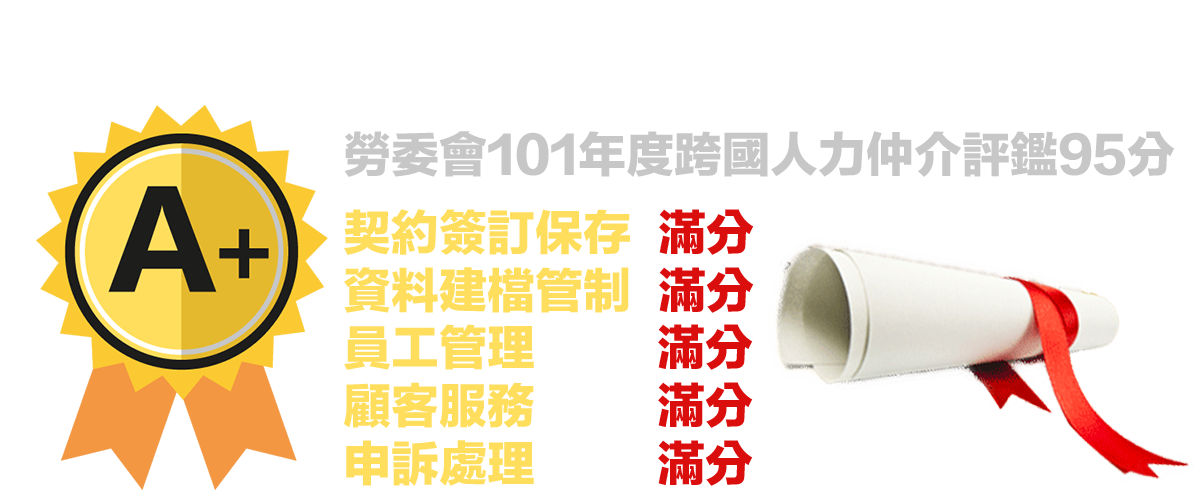 A+
勞委會101年度跨國人力仲介評鑑95分
契約簽訂保存 滿分
資料建檔管制 滿分
員工管理 滿分
顧客服務 滿分
申訴處理 滿分